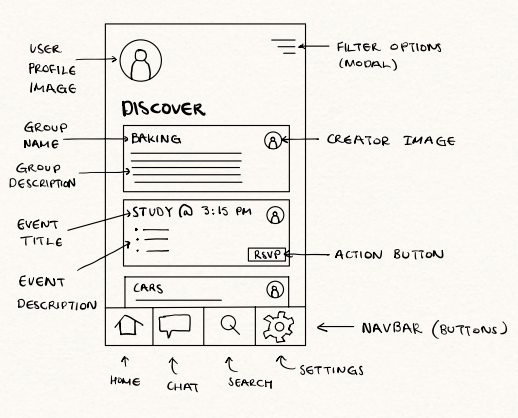 USER
PROFILE
IMAGE
FILTER OPTIONS
(MODAL)
DISCOVER
GROUP
NAME
BAKING
CREATOR IMAGE
GROUP
DESCRIPTION
EVENT
TITLE
STUDY @ 3:15 PM
RSVP
ACTION BUTTON
EVENT
DESCRIPTION
CARS
NAVBAR (BUTTONS)
HOME
CHAT
SEARCH
SETTINGS